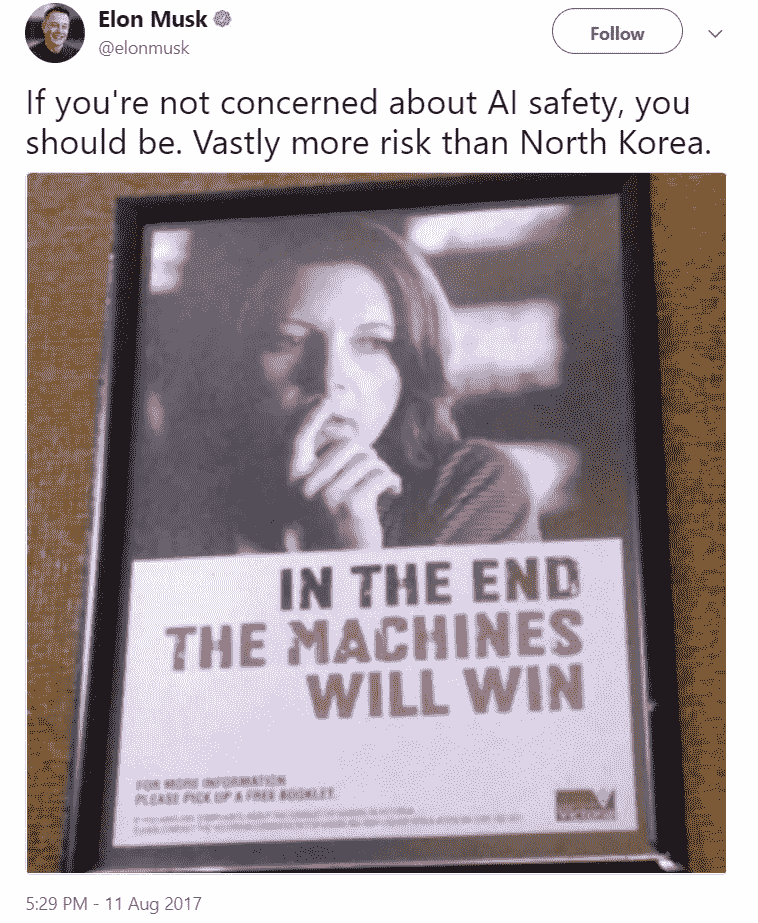 Elon Musk
@elonmusk
Follow
If you're not concerned about AI safety, you
should be. Vastly more risk than North Korea.
IN THE END
THE MACHINES
WILL WIN
FOR MORE INFORMATION
PLEASE PICK UP A FREE BOOKLET
5:29 PM - 11 Aug 2017